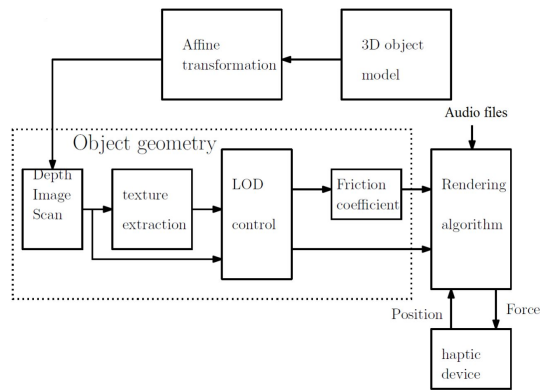 Affine
transformation
3D object
model
Audio files
Object geometry
Depth
Image
Scan
texture
extraction
LOD
control
Friction
coefficient
Rendering
algorithm
Position
Force
haptic
device